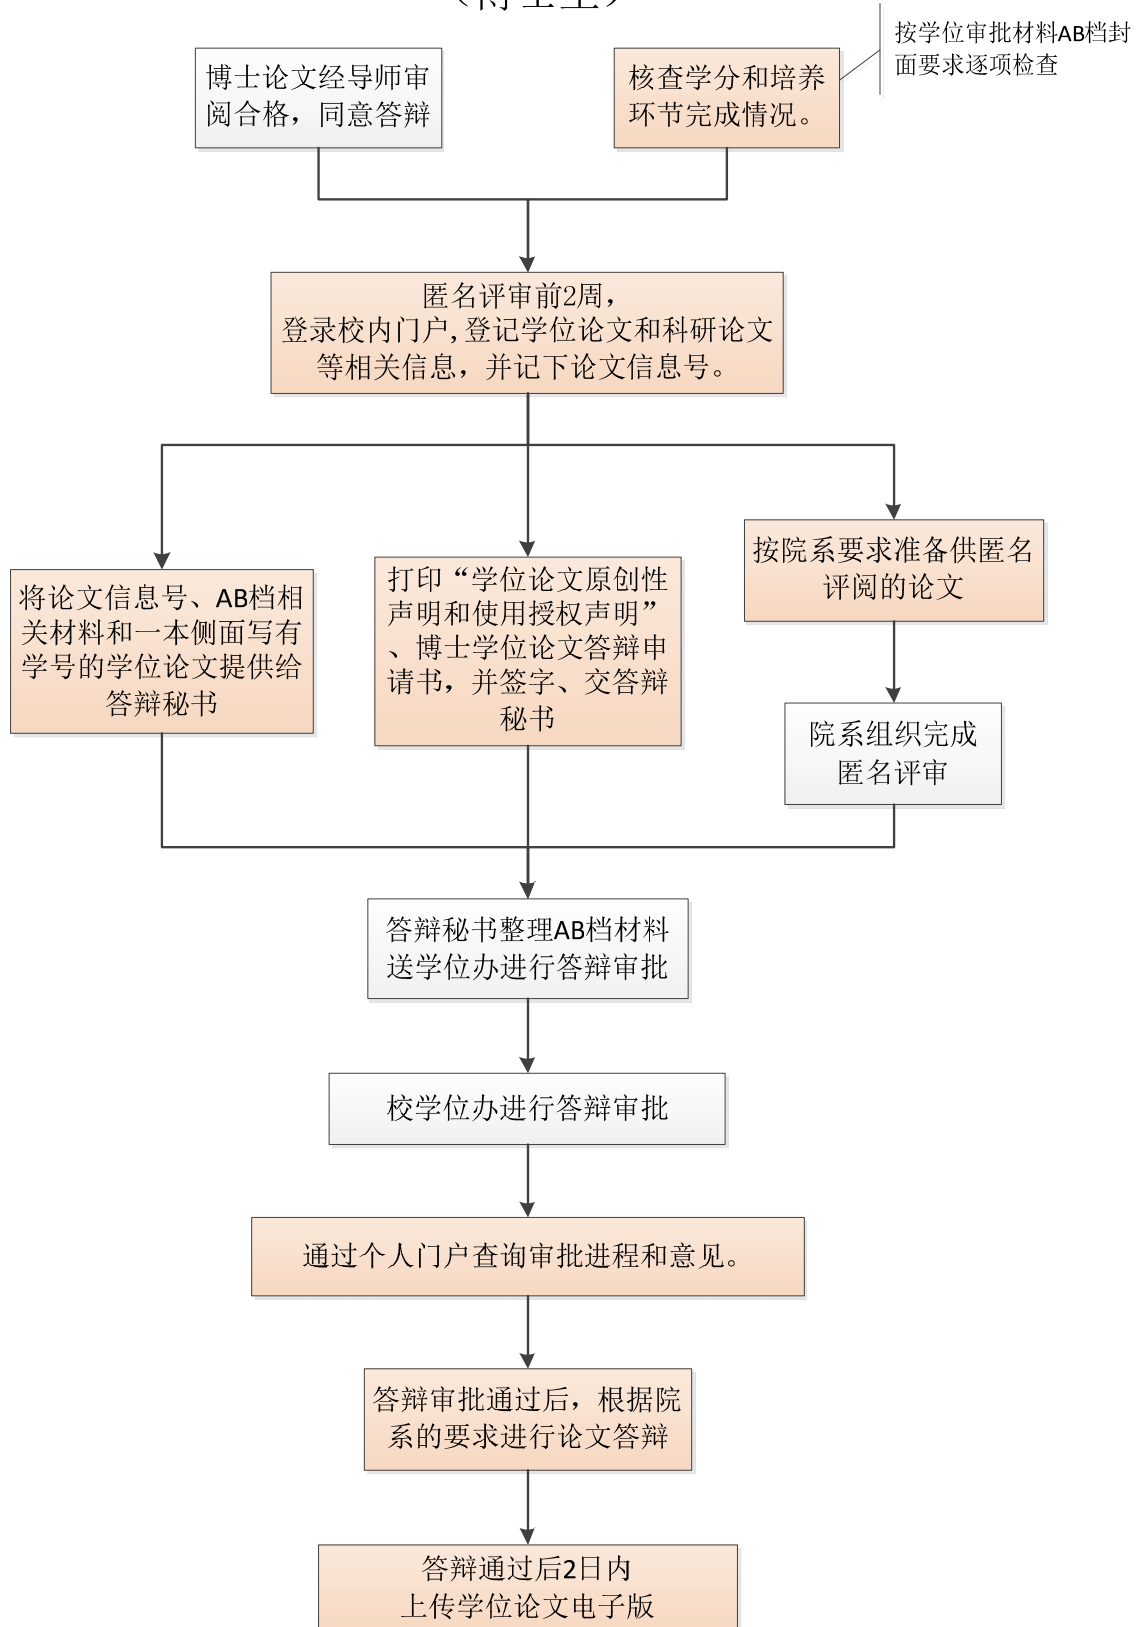 博士论文经导师审
阅合格，同意答辩
核查学分和培养
环节完成情况。
按学位审批材料AB档封
面要求逐项检查
匿名评审前2周，
登录校内门户,登记学位论文和科研论文
等相关信息，并记下论文信息号。
将论文信息号、AB档相
关材料和一本侧面写有
学号的学位论文提供给
答辩秘书
打印“学位论文原创性
声明和使用授权声明”
、博士学位论文答辩申
请书，并签字、交答辩
秘书
按院系要求准备供匿名
评阅的论文
院系组织完成
匿名评审
答辩秘书整理AB档材料
送学位办进行答辩审批
校学位办进行答辩审批
通过个人门户查询审批进程和意见。
答辩审批通过后，根据院
系的要求进行论文答辩
答辩通过后2日内
上传学位论文电子版